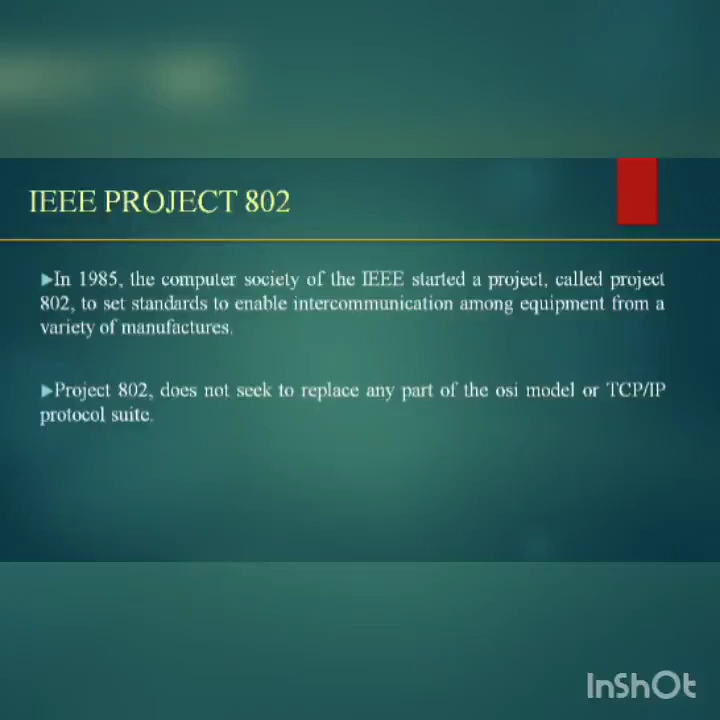 IEEE PROJECT 802
▶In 1985, the computer society of the IEEE started a project, called project
802, to set standards to enable intercommunication among equipment from a
variety of manufactures.
▶Project 802, does not seek to replace any part of the osi model or TCP/IP
protocol suite.
InShOt